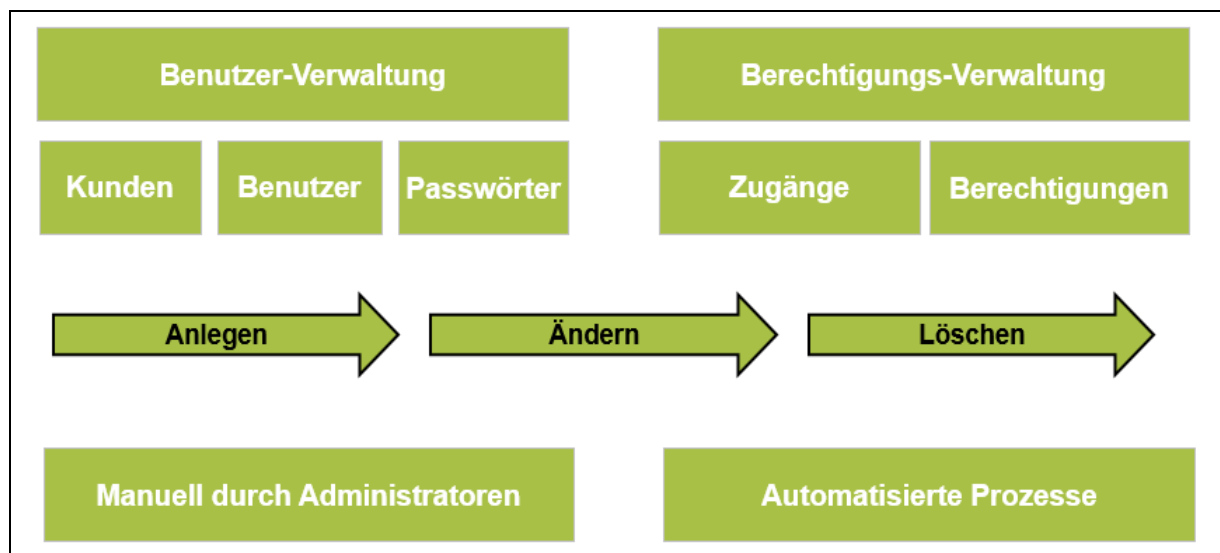 Benutzer-Verwaltung
Berechtigungs-Verwaltung
Kunden
Benutzer
Passwörter
Zugänge
Berechtigungen
Anlegen
Ändern
Löschen
Manuell durch Administratoren
Automatisierte Prozesse